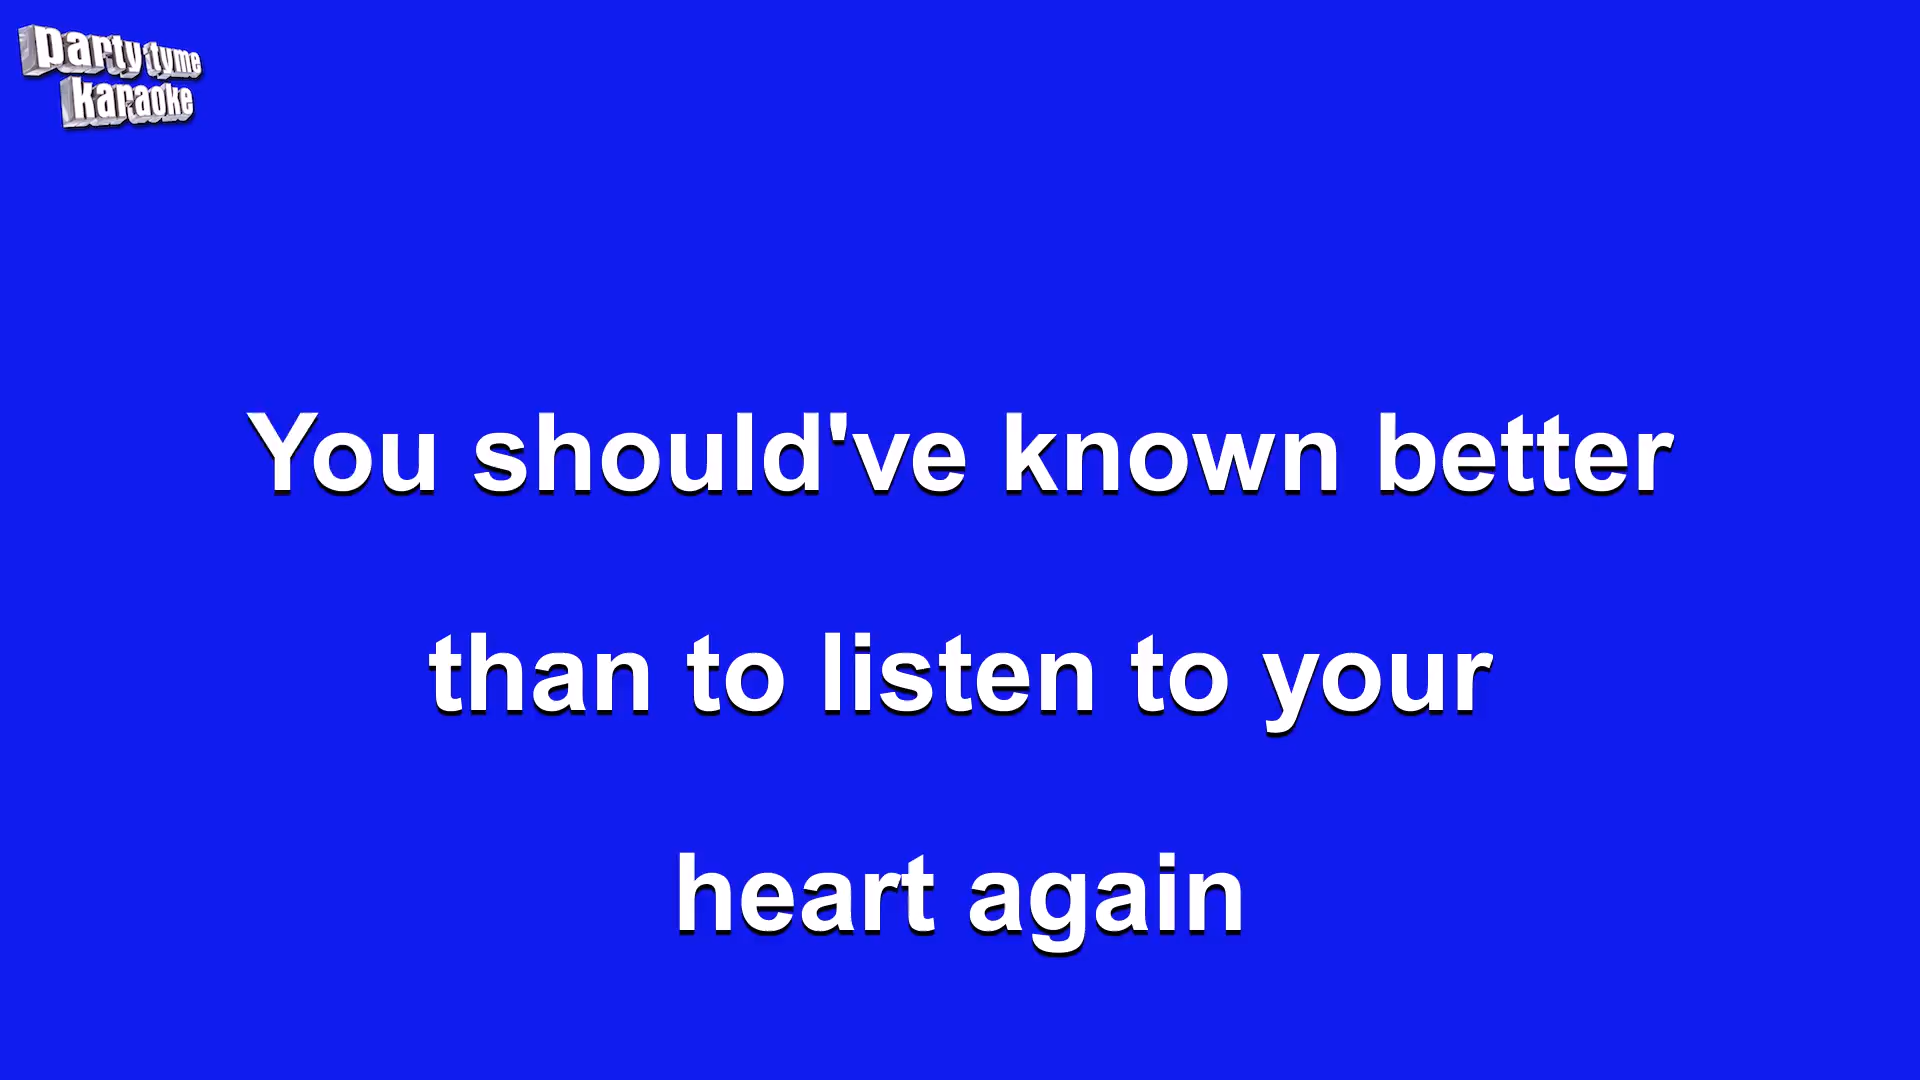 party tyme
karaoke
You should've known better
than to listen to your
heart again